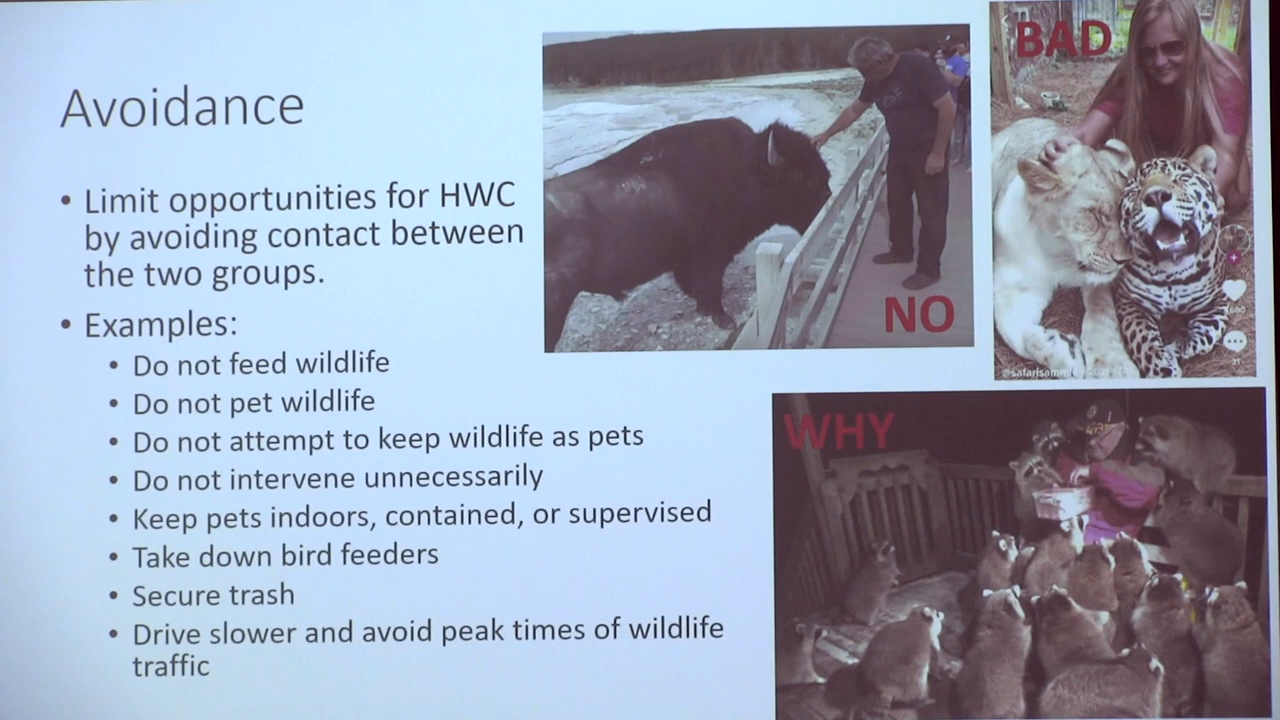 Avoidance
• Limit opportunities for HWC
by avoiding contact between
the two groups.
• Examples:
• Do not feed wildlife
• Do not pet wildlife
• Do not attempt to keep wildlife as pets
• Do not intervene unnecessarily
• Keep pets indoors, contained, or supervised
• Take down bird feeders
• Secure trash
• Drive slower and avoid peak times of wildlife
traffic
NO
BAD
WHY